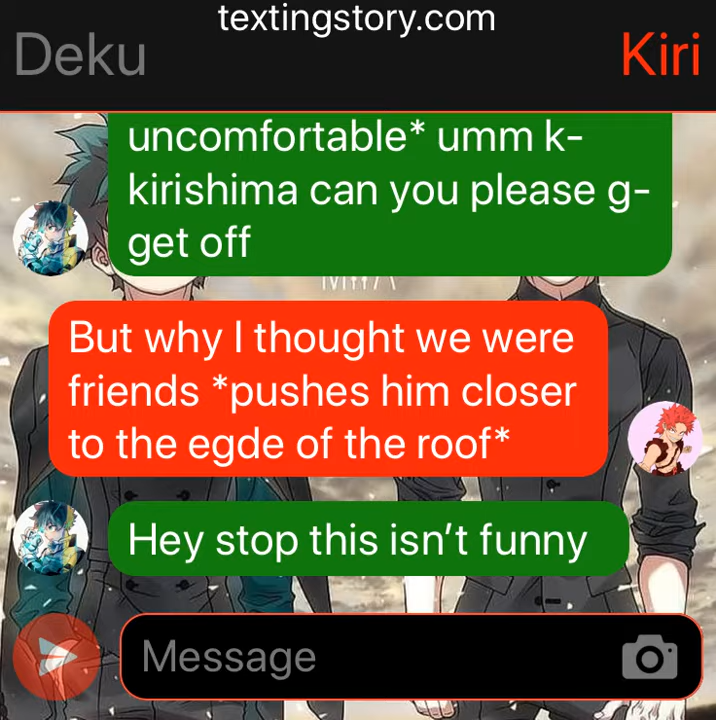 textingstory.com
Deku
Kiri
uncomfortable* umm k-
kirishima can you please g-
get off
But why I thought we were
friends *pushes him closer
to the egde of the roof*
Hey stop this isn't funny
Message